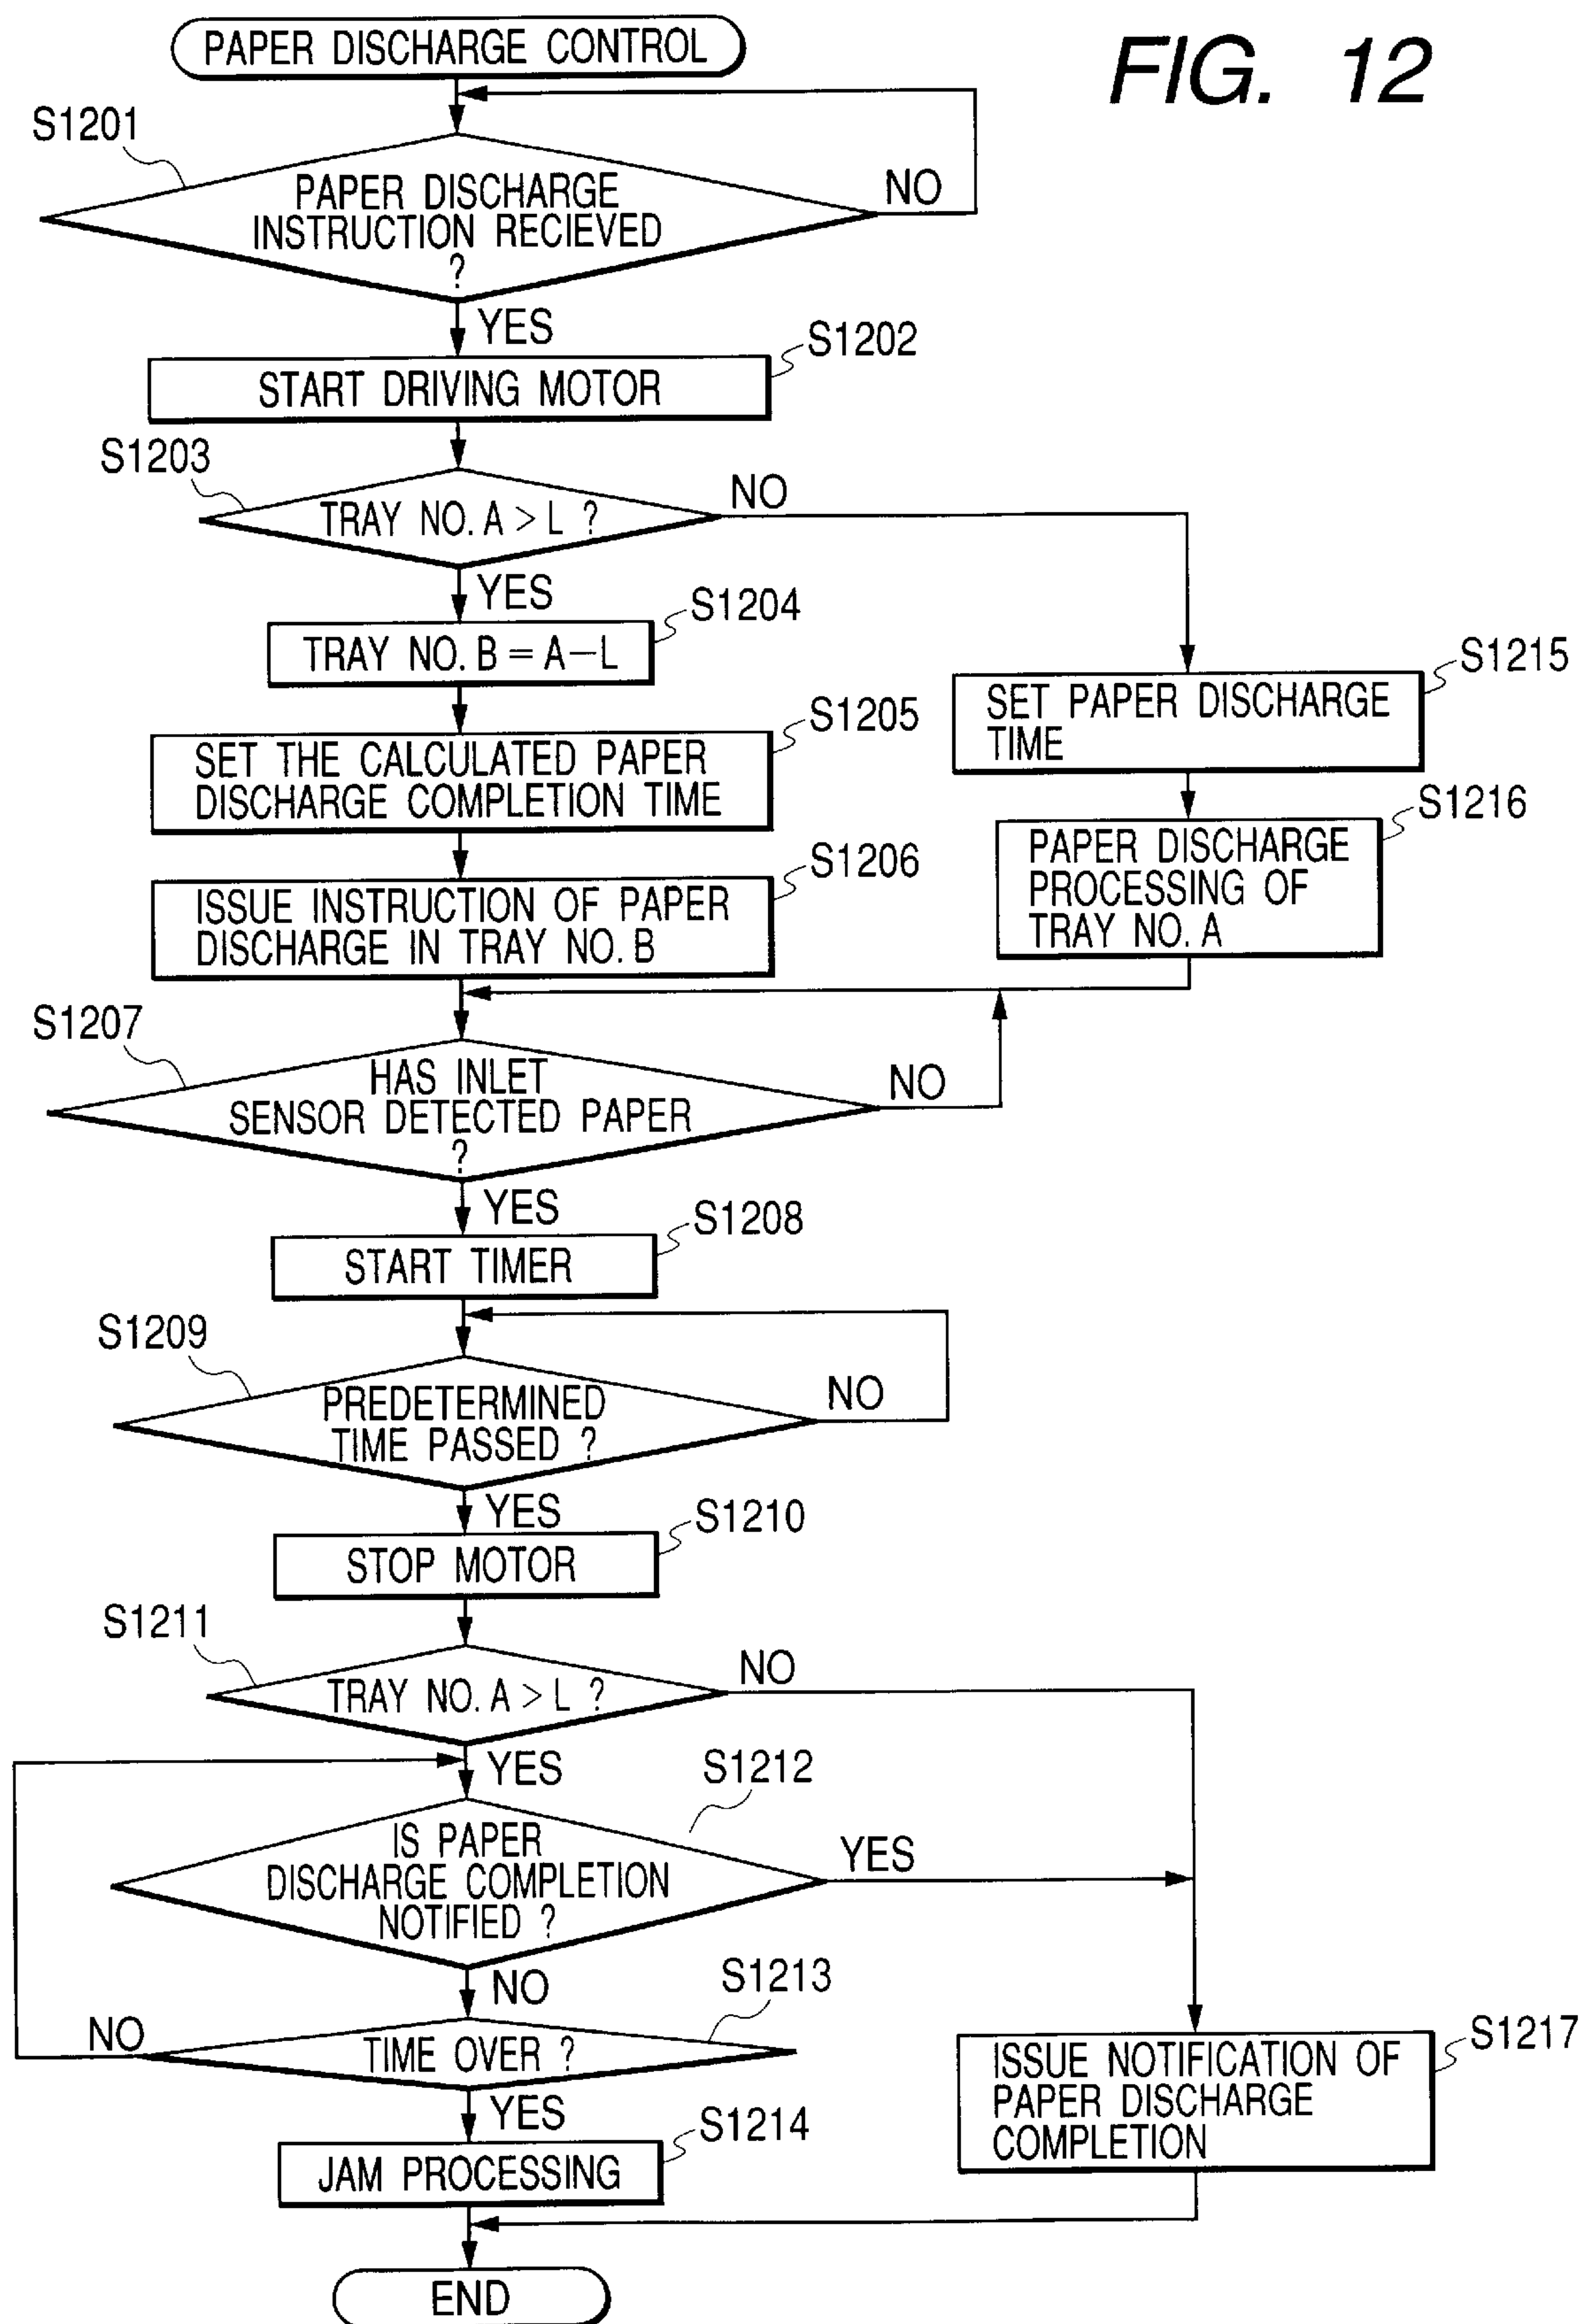 PAPER DISCHARGE CONTROL
FIG. 12
S1201
PAPER DISCHARGE
INSTRUCTION RECIEVED
?
NO
YES
S1202
START DRIVING MOTOR
S1203
TRAY NO. A > L ?
NO
YES
S1204
TRAY NO. B = A－L
S1205
SET THE CALCULATED PAPER
DISCHARGE COMPLETION TIME
S1215
SET PAPER DISCHARGE
TIME
S1206
ISSUE INSTRUCTION OF PAPER
DISCHARGE IN TRAY NO. B
S1216
PAPER DISCHARGE
PROCESSING OF
TRAY NO. A
S1207
HAS INLET
SENSOR DETECTED PAPER
?
NO
YES
S1208
START TIMER
S1209
PREDETERMINED
TIME PASSED ?
NO
YES
S1210
STOP MOTOR
S1211
TRAY NO. A > L ?
NO
YES
S1212
IS PAPER
DISCHARGE COMPLETION
NOTIFIED ?
YES
NO
S1213
TIME OVER ?
NO
YES
S1214
JAM PROCESSING
S1217
ISSUE NOTIFICATION OF
PAPER DISCHARGE
COMPLETION
END